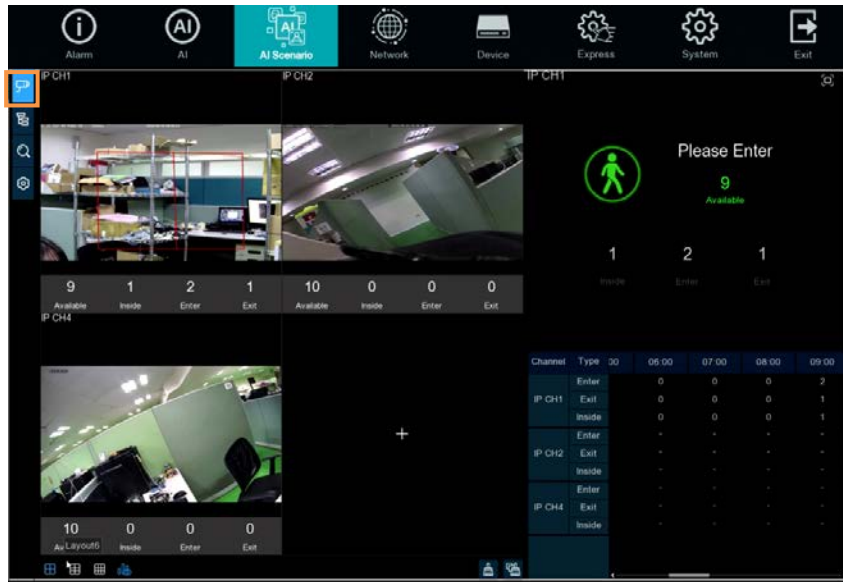 Alarm AI AI Scenario Network Device Express System Exit
IP CH1
9 1 2 1
Available Inside Enter Exit
IP CH2
10 0 0 0
Available Inside Enter Exit
IP CH4
10 0 0 0
Av Layout6 Inside Enter Exit
IP CH1
Please Enter
9
Available
1 2 1
Inside Enter Exit
Channel Type 00 06:00 07:00 08:00 09:00
IP CH1
Enter 0 0 0 2
Exit 0 0 0 1
Inside 0 0 0 1
IP CH2
Enter - - - -
Exit - - - -
Inside - - - -
IP CH4
Enter - - - -
Exit - - - -
Inside - - - -